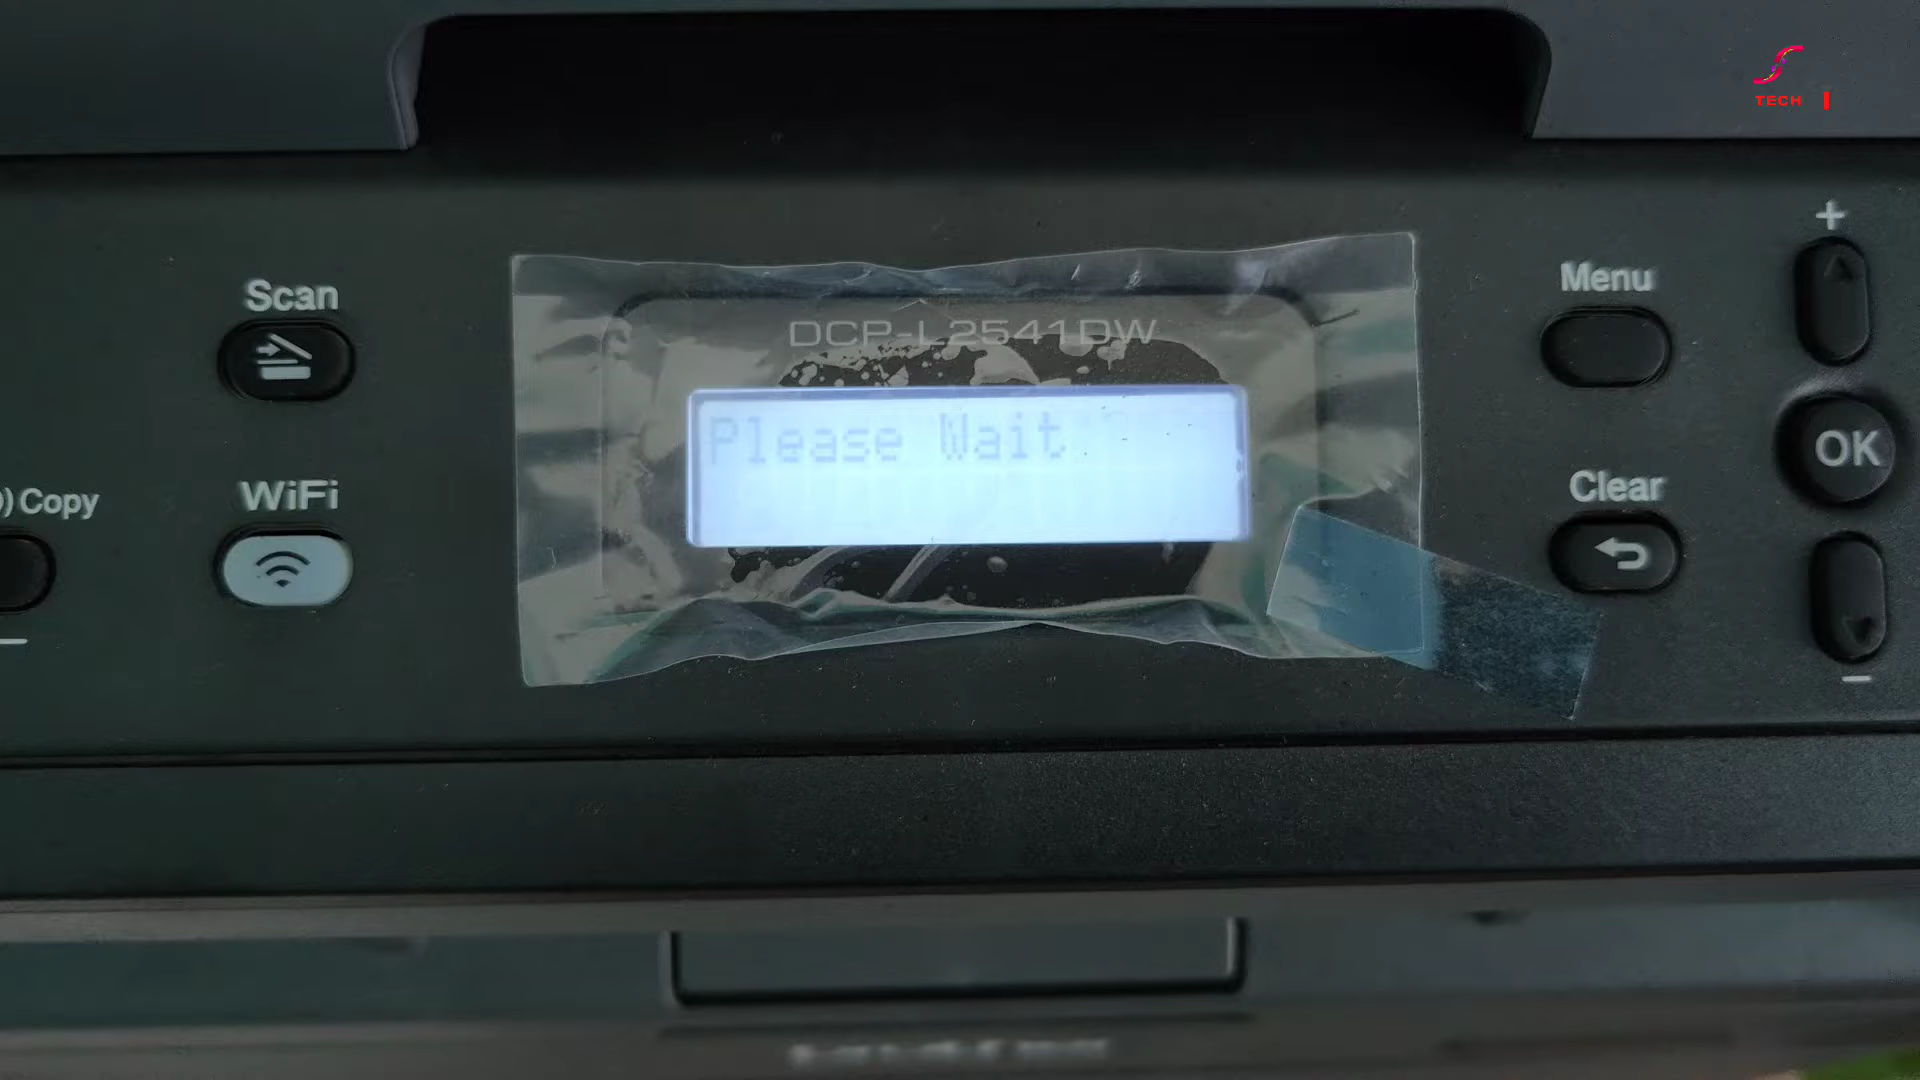 TECH I
+
Scan
DCP-L2541DW
Menu
Please Wait
OK
WiFi
Clear
)) Copy